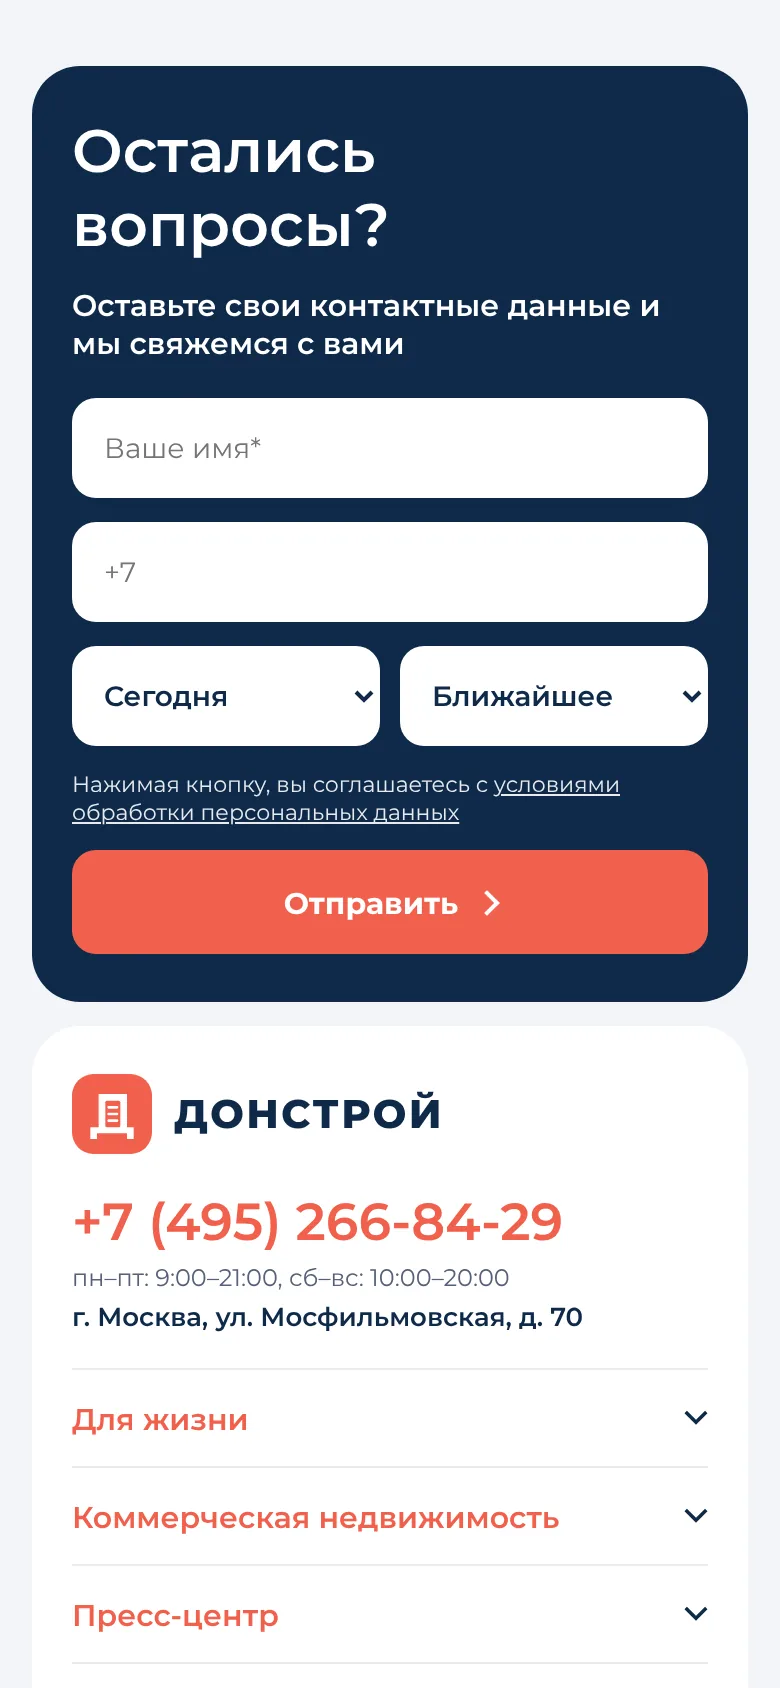 Остались
вопросы?
Оставьте свои контактные данные и
мы свяжемся с вами
Ваше имя*
+7
Сегодня
Ближайшее
Нажимая кнопку, вы соглашаетесь с условиями
обработки персональных данных
Отправить
ДОНСТРОЙ
+7 (495) 266-84-29
пн–пт: 9:00–21:00, сб–вс: 10:00–20:00
г. Москва, ул. Мосфильмовская, д. 70
Для жизни
Коммерческая недвижимость
Пресс-центр